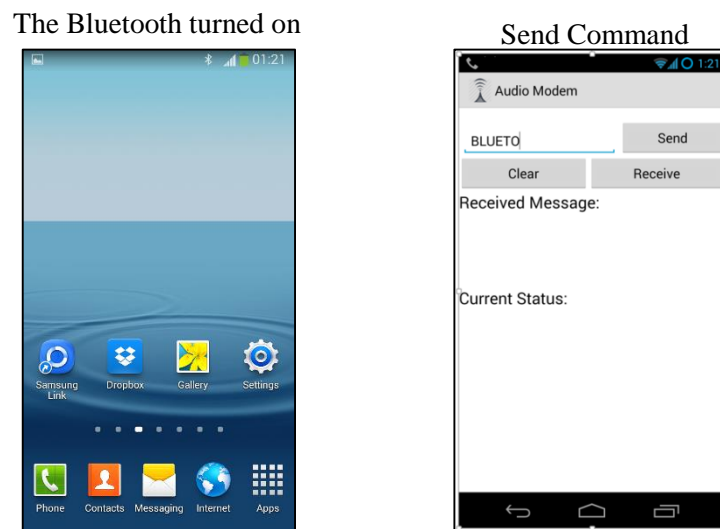 The Bluetooth turned on
01:21
Samsung Link
Dropbox
Gallery
Settings
Phone
Contacts
Messaging
Internet
Apps
Send Command
1:21
Audio Modem
BLUETO
Send
Clear
Receive
Received Message:
Current Status: